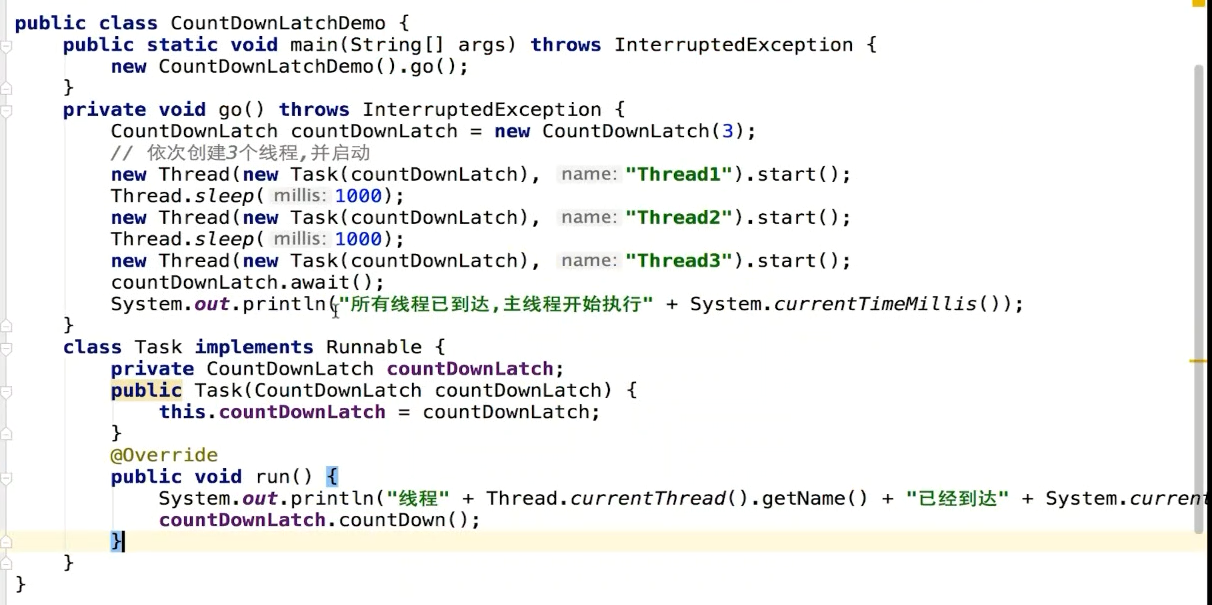 public class CountDownLatchDemo {
    public static void main(String[] args) throws InterruptedException {
        new CountDownLatchDemo().go();
    }
    private void go() throws InterruptedException {
        CountDownLatch countDownLatch = new CountDownLatch(3);
        // 依次创建3个线程,并启动
        new Thread(new Task(countDownLatch), name: "Thread1").start();
        Thread.sleep( millis: 1000);
        new Thread(new Task(countDownLatch), name: "Thread2").start();
        Thread.sleep( millis: 1000);
        new Thread(new Task(countDownLatch), name: "Thread3").start();
        countDownLatch.await();
        System.out.println("所有线程已到达,主线程开始执行" + System.currentTimeMillis());
    }
    class Task implements Runnable {
        private CountDownLatch countDownLatch;
        public Task(CountDownLatch countDownLatch) {
            this.countDownLatch = countDownLatch;
        }
        @Override
        public void run() {
            System.out.println("线程" + Thread.currentThread().getName() + "已经到达" + System.current
            countDownLatch.countDown();
        }
    }
}